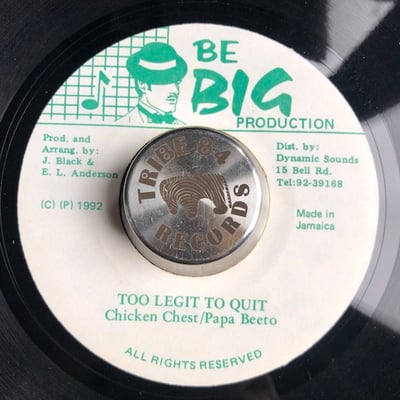 BE
BIG
PRODUCTION
Prod. and
Arrang. by:
J. Black &
E. L. Anderson
(C) (P) 1992
Dist. by:
Dynamic Sounds
15 Bell Rd.
Tel:92-39168
Made in
Jamaica
TRIBE 84
RECORDS
TOO LEGIT TO QUIT
Chicken Chest/Papa Beeto
ALL RIGHTS RESERVED